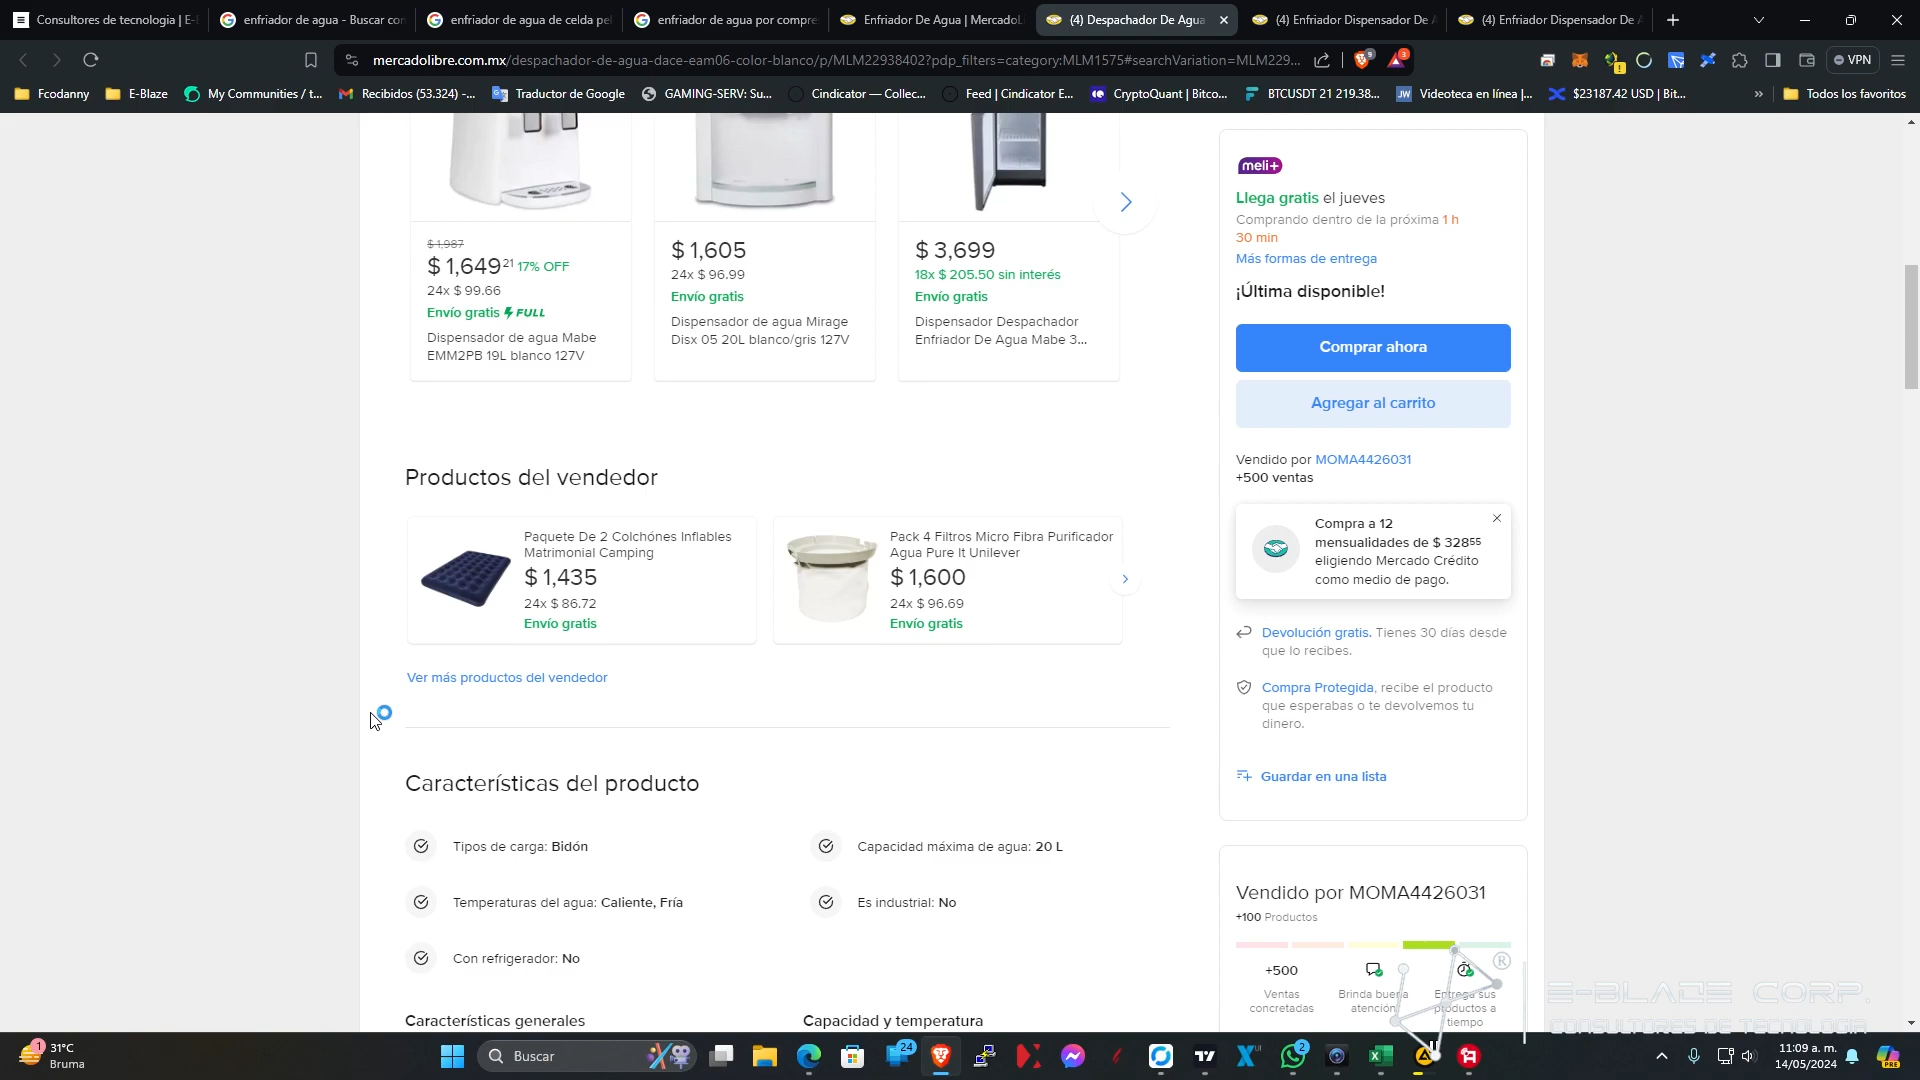 Consultores de tecnologia | E-
enfriador de agua - Buscar con
enfriador de agua de celda pel
enfriador de agua por compre
Enfriador De Agua | MercadoLi
(4) Despachador De Agua
(4) Enfriador Dispensador De A
(4) Enfriador Dispensador De A
mercadolibre.com.mx/despachador-de-agua-dace-eam06-color-blanco/p/MLM22938402?pdp_filters=category:MLM1575#searchVariation=MLM229...
9
3
VPN
Fcodanny
E-Blaze
My Communities / t...
Recibidos (53.324) -...
Traductor de Google
GAMING-SERV: Su...
Cindicator — Collec...
Feed | Cindicator E...
CryptoQuant | Bitco...
BTCUSDT 21 219.38...
Videoteca en línea |...
$23187.42 USD | Bit...
Todos los favoritos
$ 1,987
$ 1,649 21 17% OFF
24x $ 99.66
Envío gratis FULL
Dispensador de agua Mabe
EMM2PB 19L blanco 127V
$ 1,605
24x $ 96.99
Envío gratis
Dispensador de agua Mirage
Disx 05 20L blanco/gris 127V
$ 3,699
18x $ 205.50 sin interés
Envío gratis
Dispensador Despachador
Enfriador De Agua Mabe 3...
Productos del vendedor
Paquete De 2 Colchónes Inflables
Matrimonial Camping
$ 1,435
24x $ 86.72
Envío gratis
Pack 4 Filtros Micro Fibra Purificador
Agua Pure It Unilever
$ 1,600
24x $ 96.69
Envío gratis
Ver más productos del vendedor
Características del producto
Tipos de carga: Bidón
Capacidad máxima de agua: 20 L
Temperaturas del agua: Caliente, Fría
Es industrial: No
Con refrigerador: No
Características generales
Capacidad y temperatura
meli+
Llega gratis el jueves
Comprando dentro de la próxima 1 h
30 min
Más formas de entrega
¡Última disponible!
Comprar ahora
Agregar al carrito
Vendido por MOMA4426031
+500 ventas
Compra a 12
mensualidades de $ 328 55
eligiendo Mercado Crédito
como medio de pago.
Devolución gratis. Tienes 30 días desde
que lo recibes.
Compra Protegida, recibe el producto
que esperabas o te devolvemos tu
dinero.
Guardar en una lista
Vendido por MOMA4426031
+100 Productos
+500
Ventas
concretadas
Brinda buena
atención
Entrega sus
productos a
tiempo
®
E-BLADE CORP.
CONSULTORES DE TECNOLOGIA
1
31°C
Bruma
Buscar
24
2
11:09 a. m.
14/05/2024
PRE